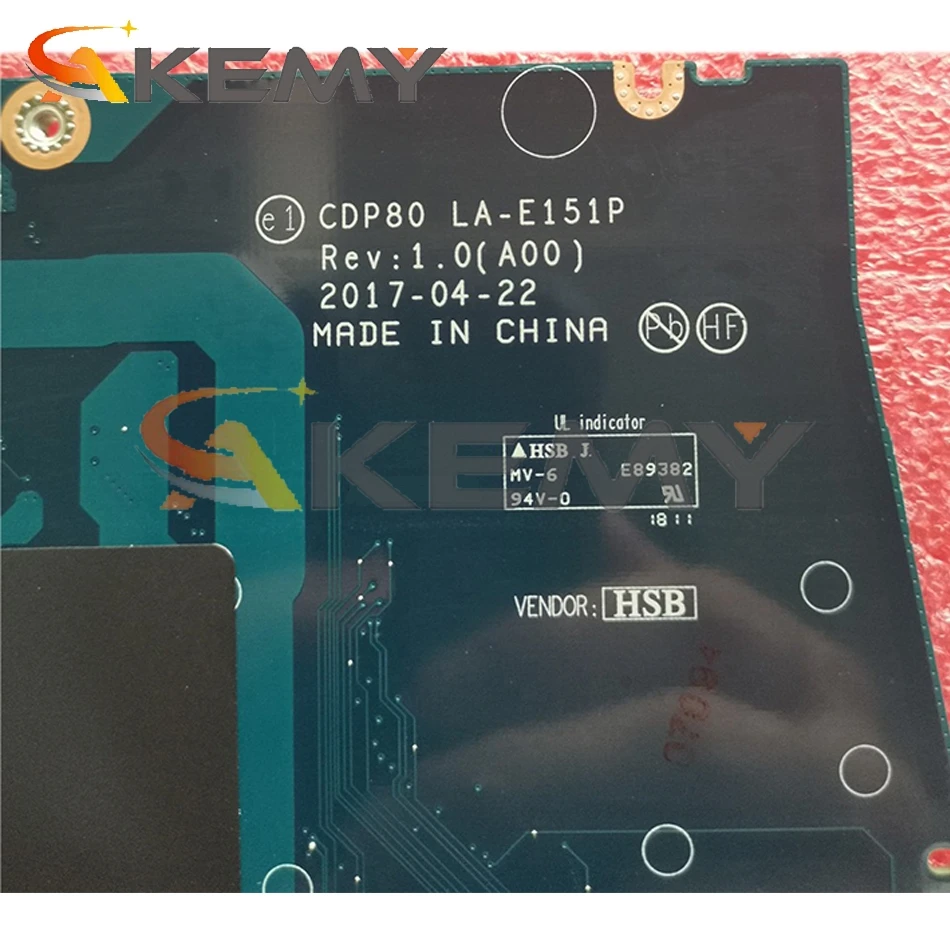 AKEMY
e1 CDP80 LA-E151P
Rev:1.0(A00)
2017-04-22
MADE IN CHINA Pb HF
AKEMY
UL indicator
▲HSB J.
MV-6 E89382
94V-0
1811
VENDOR: HSB